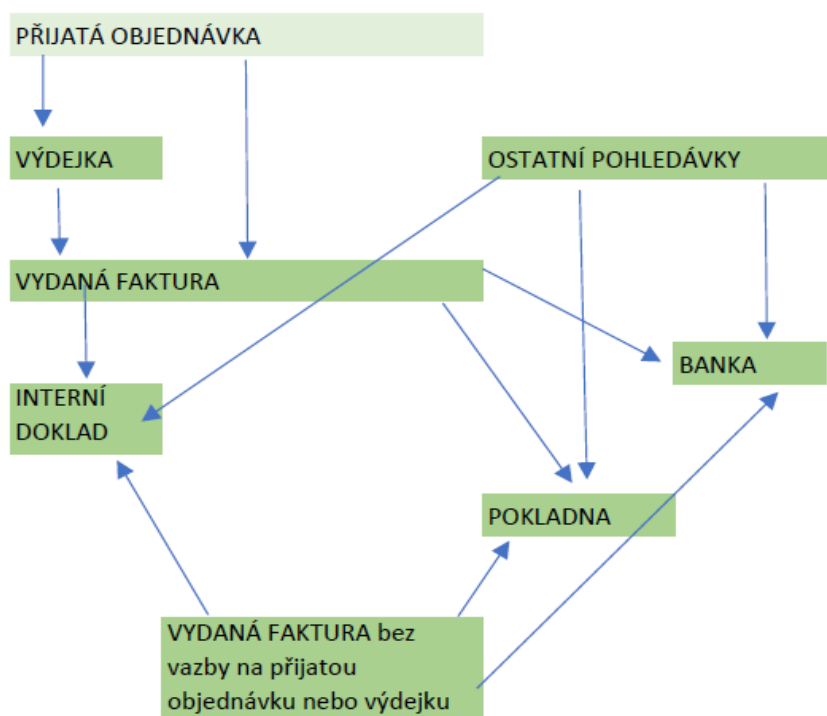 PŘIJATÁ OBJEDNÁVKA
VÝDEJKA
OSTATNÍ POHLEDÁVKY
VYDANÁ FAKTURA
BANKA
INTERNÍ
DOKLAD
POKLADNA
VYDANÁ FAKTURA bez
vazby na přijatou
objednávku nebo výdejku